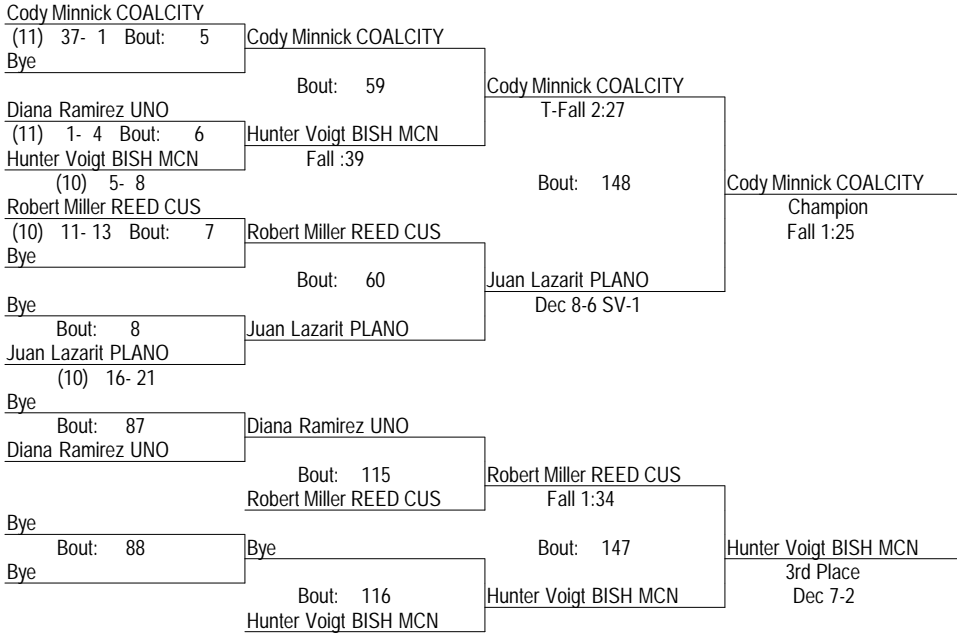 Cody Minnick COALCITY
(11) 37- 1 Bout: 5
Cody Minnick COALCITY
Bye
Bout: 59
Cody Minnick COALCITY
Diana Ramirez UNO
T-Fall 2:27
(11) 1- 4 Bout: 6
Hunter Voigt BISH MCN
Hunter Voigt BISH MCN
Fall :39
(10) 5- 8
Bout: 148
Cody Minnick COALCITY
Robert Miller REED CUS
Champion
(10) 11- 13 Bout: 7
Robert Miller REED CUS
Fall 1:25
Bye
Bout: 60
Juan Lazarit PLANO
Bye
Dec 8-6 SV-1
Bout: 8
Juan Lazarit PLANO
Juan Lazarit PLANO
(10) 16- 21
Bye
Bout: 87
Diana Ramirez UNO
Diana Ramirez UNO
Bout: 115
Robert Miller REED CUS
Robert Miller REED CUS
Fall 1:34
Bye
Bout: 88
Bye
Bout: 147
Hunter Voigt BISH MCN
Bye
3rd Place
Bout: 116
Hunter Voigt BISH MCN
Dec 7-2
Hunter Voigt BISH MCN